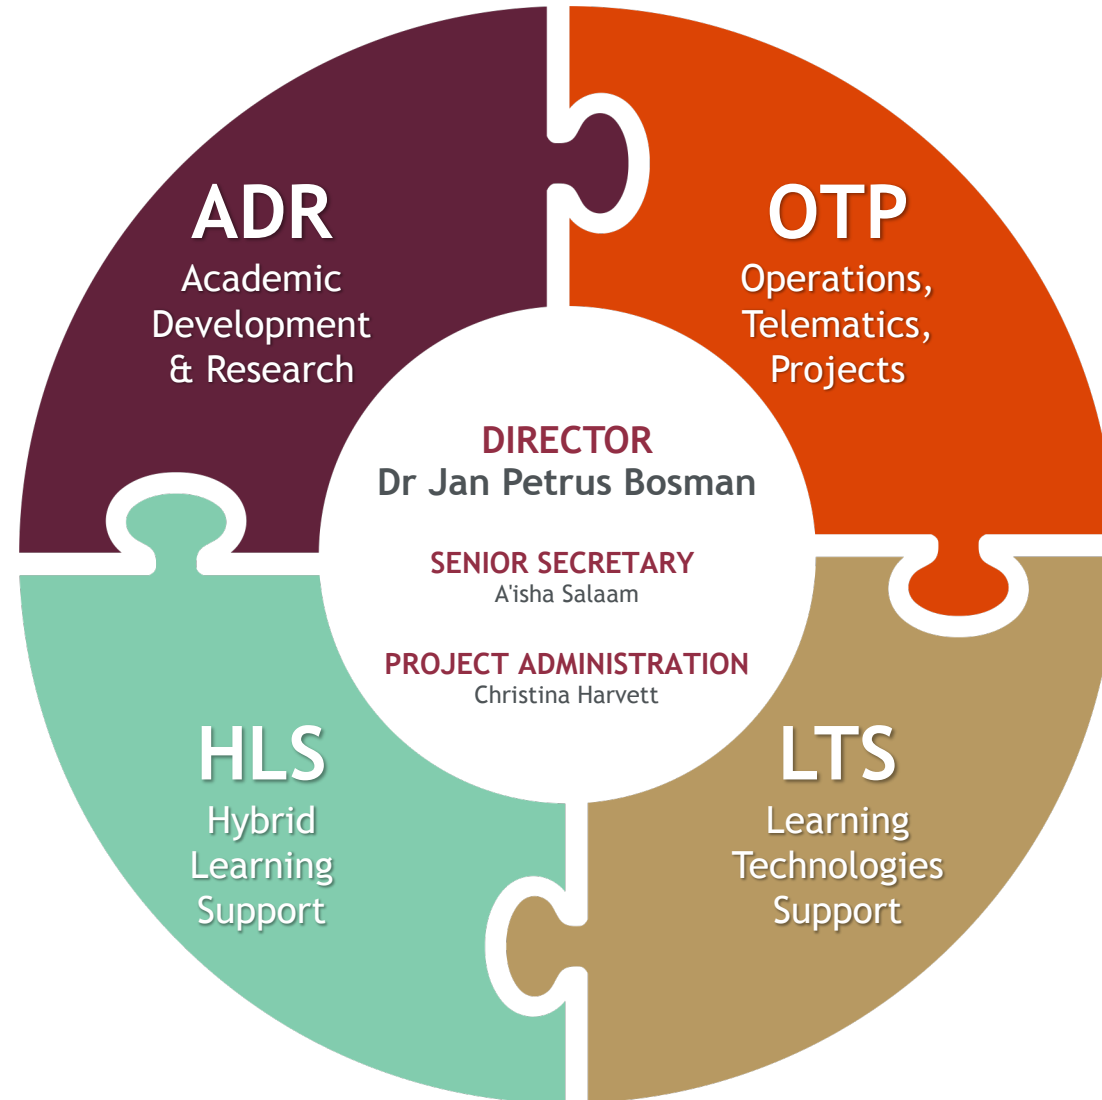 ADR
Academic
Development
& Research
OTP
Operations,
Telematics,
Projects
DIRECTOR
Dr Jan Petrus Bosman
SENIOR SECRETARY
A'isha Salaam
PROJECT ADMINISTRATION
Christina Harvett
HLS
Hybrid
Learning
Support
LTS
Learning
Technologies
Support